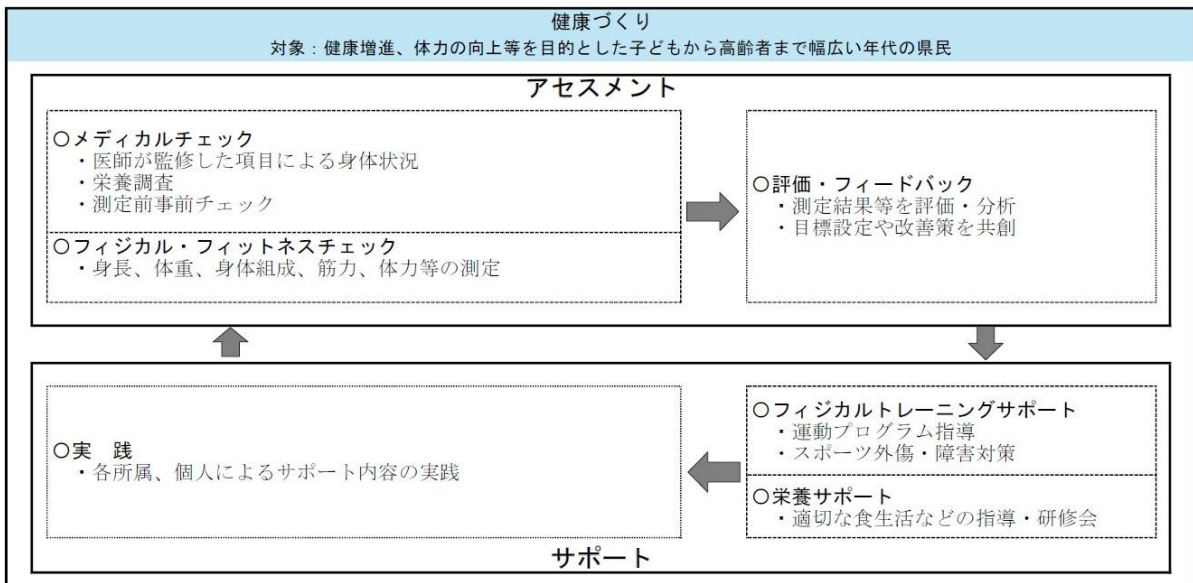 健康づくり
対象：健康増進、体力の向上等を目的とした子どもから高齢者まで幅広い年代の県民
アセスメント
○メディカルチェック
・医師が監修した項目による身体状況
・栄養調査
・測定前事前チェック
○フィジカル・フィットネスチェック
・身長、体重、身体組成、筋力、体力等の測定
○評価・フィードバック
・測定結果等を評価・分析
・目標設定や改善策を共創
○フィジカルトレーニングサポート
・運動プログラム指導
・スポーツ外傷・障害対策
○栄養サポート
・適切な食生活などの指導・研修会
○実　践
・各所属、個人によるサポート内容の実践
サポート